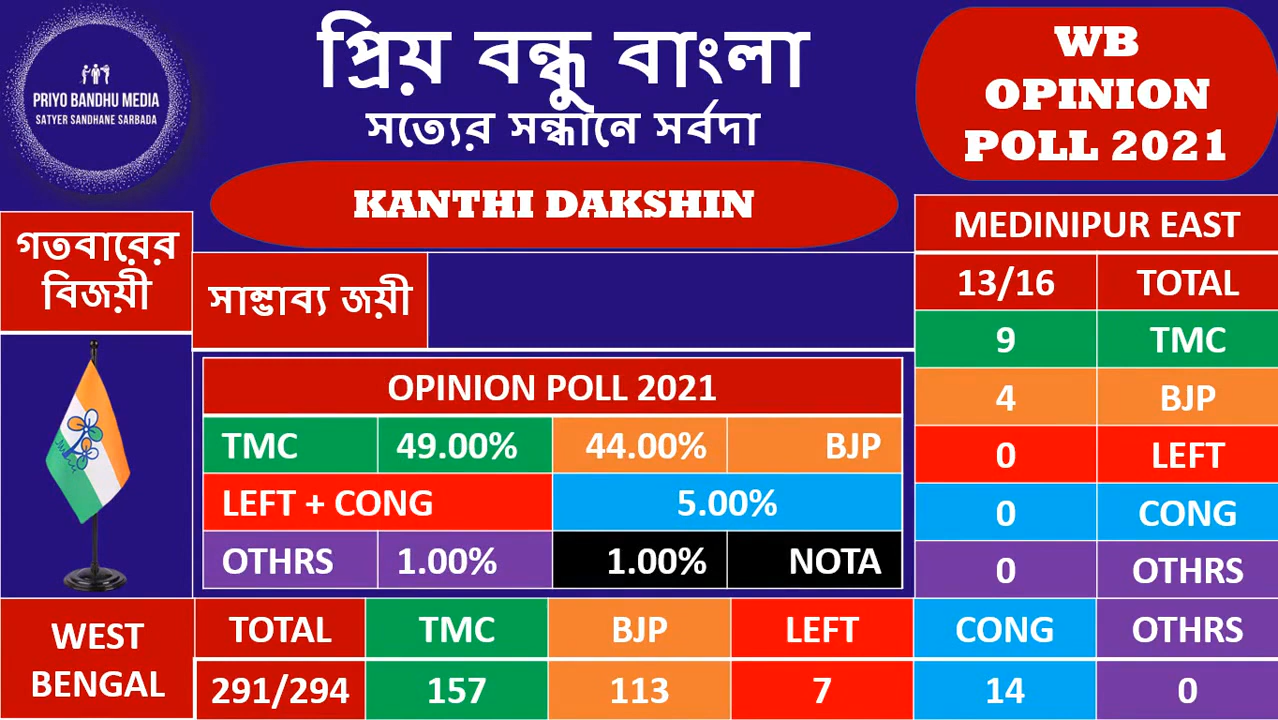 PRIYO BANDHU MEDIA
SATYER SANDHANE SARBADA
প্রিয় বন্ধু বাংলা
সত্যের সন্ধানে সর্বদা
WB
OPINION
POLL 2021
KANTHI DAKSHIN
গতবারের
বিজয়ী
সাম্ভাব্য জয়ী
OPINION POLL 2021
TMC 49.00% 44.00% BJP
LEFT + CONG 5.00%
OTHRS 1.00% 1.00% NOTA
MEDINIPUR EAST
13/16 TOTAL
9 TMC
4 BJP
0 LEFT
0 CONG
0 OTHRS
WEST
BENGAL
TOTAL TMC BJP LEFT CONG OTHRS
291/294 157 113 7 14 0